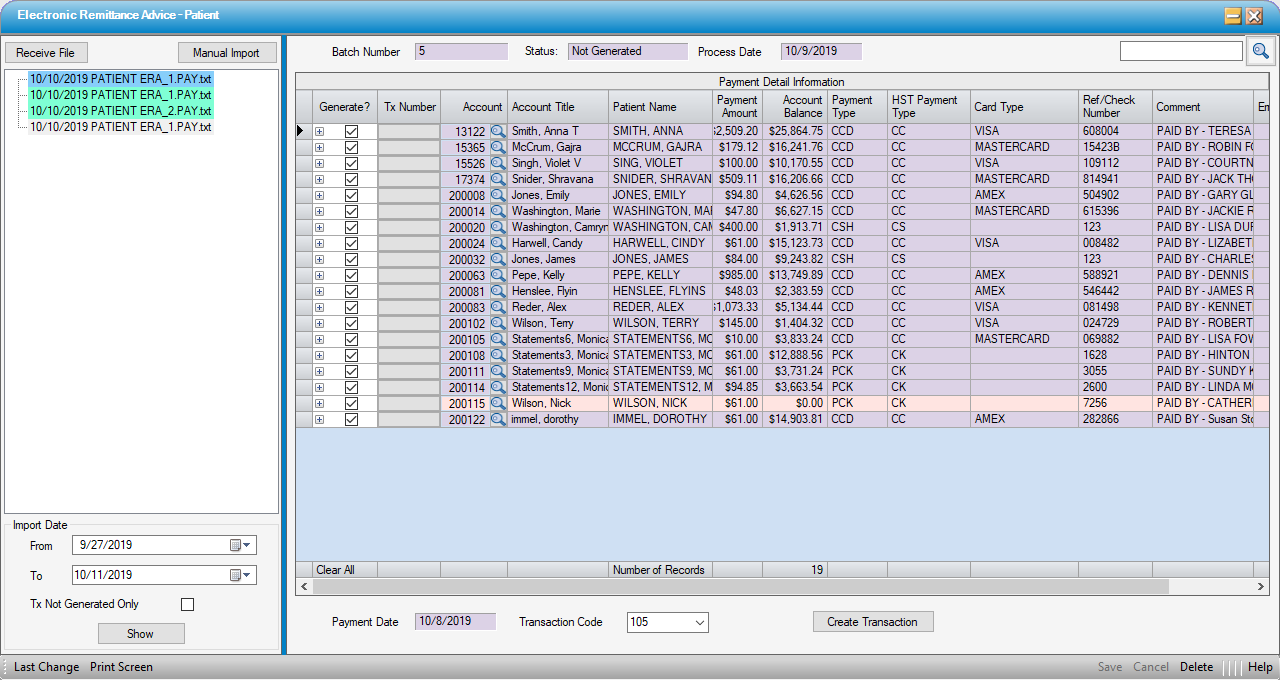 Electronic Remittance Advice - Patient
Receive File Manual Import
10/10/2019 PATIENT ERA_1.PAY.txt
10/10/2019 PATIENT ERA_1.PAY.txt
10/10/2019 PATIENT ERA_2.PAY.txt
10/10/2019 PATIENT ERA_1.PAY.txt
Import Date
From 9/27/2019
To 10/11/2019
Tx Not Generated Only
Show
Batch Number 5 Status: Not Generated Process Date 10/9/2019
Payment Detail Information
Generate? Tx Number Account Account Title Patient Name Payment Amount Account Balance Payment Type HST Payment Type Card Type Ref/Check Number Comment En
13122 Smith, Anna T SMITH, ANNA $2,509.20 $25,864.75 CCD CC VISA 608004 PAID BY - TERESA
15365 McCrum, Gajra MCCRUM, GAJRA $179.12 $16,241.76 CCD CC MASTERCARD 15423B PAID BY - ROBIN FO
15526 Singh, Violet V SING, VIOLET $100.00 $10,170.55 CCD CC VISA 109112 PAID BY - COURTN
17374 Snider, Shravana SNIDER, SHRAVAN $509.11 $16,206.66 CCD CC MASTERCARD 814941 PAID BY - JACK THO
200008 Jones, Emily JONES, EMILY $94.80 $4,626.56 CCD CC AMEX 504902 PAID BY - GARY GL
200014 Washington, Marie WASHINGTON, MAI $47.80 $6,627.15 CCD CC MASTERCARD 615396 PAID BY - JACKIE R
200020 Washington, Camryn WASHINGTON, CAM $400.00 $1,913.71 CSH CS 123 PAID BY - LISA DUR
200024 Harwell, Candy HARWELL, CINDY $61.00 $15,123.73 CCD CC VISA 008482 PAID BY - LIZABET
200032 Jones, James JONES, JAMES $84.00 $9,243.82 CSH CS 123 PAID BY - CHARLES
200063 Pepe, Kelly PEPE, KELLY $985.00 $13,749.89 CCD CC AMEX 588921 PAID BY - DENNIS
200081 Henslee, Flyin HENSLEE, FLYINS $48.03 $2,383.59 CCD CC AMEX 546442 PAID BY - JAMES R
200083 Reder, Alex REDER, ALEX $1,073.33 $5,134.44 CCD CC VISA 081498 PAID BY - KENNET
200102 Wilson, Terry WILSON, TERRY $145.00 $1,404.32 CCD CC VISA 024729 PAID BY - ROBERT
200105 Statements6, Monica STATEMENTS6, MO $10.00 $3,833.24 CCD CC MASTERCARD 069882 PAID BY - LISA FOW
200108 Statements3, Monica STATEMENTS3, MO $61.00 $12,888.56 PCK CK 1628 PAID BY - HINTON
200111 Statements9, Monica STATEMENTS9, MO $61.00 $3,731.24 PCK CK 3055 PAID BY - SUNDY K
200114 Statements12, Monic STATEMENTS12, M $94.85 $3,663.54 PCK CK 2600 PAID BY - LINDA MO
200115 Wilson, Nick WILSON, NICK $61.00 $0.00 PCK CK 7256 PAID BY - CATHERI
200122 immel, dorothy IMMEL, DOROTHY $61.00 $14,903.81 CCD CC AMEX 282866 PAID BY - Susan Sto
Clear All Number of Records 19
Payment Date 10/8/2019 Transaction Code 105 Create Transaction
Last Change Print Screen Save Cancel Delete Help